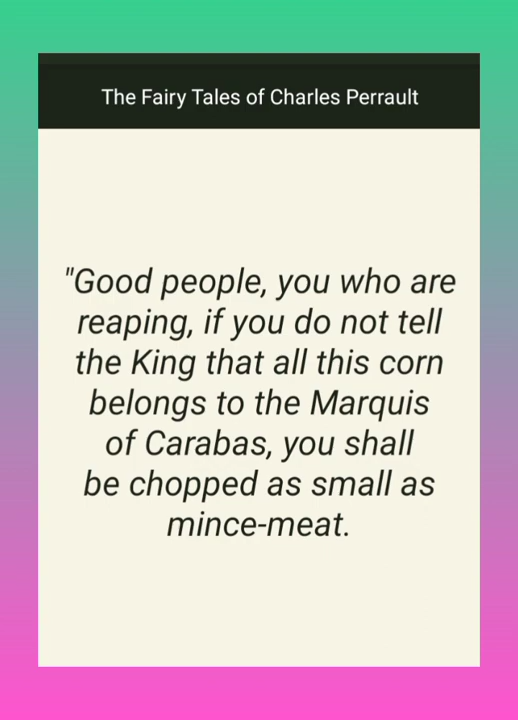 The Fairy Tales of Charles Perrault
"Good people, you who are
reaping, if you do not tell
the King that all this corn
belongs to the Marquis
of Carabas, you shall
be chopped as small as
mince-meat.